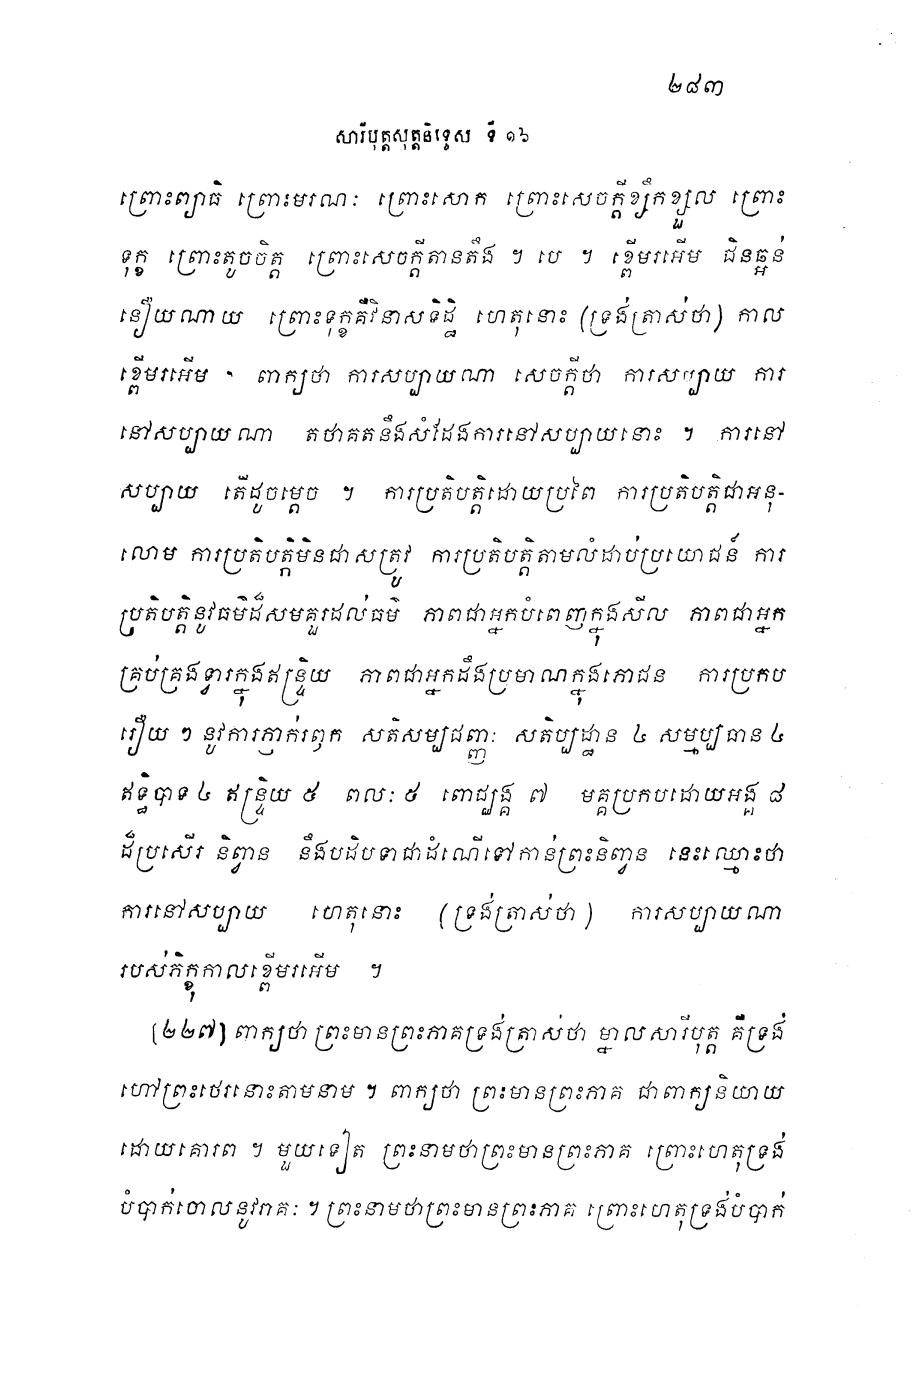 ២៨៣
សារីបុត្តសុត្តនិទ្ទេស ទី ១៦
ព្រោះព្យាធិ ព្រោះមរណៈ ព្រោះសោក ព្រោះសេចក្តីខ្សឹកខ្សួល ព្រោះ
ទុក្ខ ព្រោះតូចចិត្ត ព្រោះសេចក្តីតានតឹង ។ បេ ។ ខ្ពើមរអើម ជិនឆ្អន់
នឿយណាយ ព្រោះទុក្ខគឺវិនាសទិដ្ឋិ ហេតុនោះ (ទ្រង់ត្រាស់ថា) កាល
ខ្ពើមរអើម ។ ពាក្យថា ការសប្បាយណា សេចក្តីថា ការសប្បាយ ការ
នៅសប្បាយណា តថាគតនឹងសំដែងការនៅសប្បាយនោះ ។ ការនៅ
សប្បាយ តើដូចម្តេច ។ ការប្រតិបត្តិដោយប្រពៃ ការប្រតិបត្តិជាអនុ-
លោម ការប្រតិបត្តិមិនជាសត្រូវ ការប្រតិបត្តិតាមលំដាប់ប្រយោជន៍ ការ
ប្រតិបត្តិនូវធម៌ដ៏សមគួរដល់ធម៌ ភាពជាអ្នកបំពេញក្នុងសីល ភាពជាអ្នក
គ្រប់គ្រងទ្វារក្នុងឥន្ទ្រិយ ភាពជាអ្នកដឹងប្រមាណក្នុងភោជន ការប្រកប
រឿយ ៗ នូវការភ្ញាក់រឭក សតិសម្បជញ្ញៈ សតិប្បដ្ឋាន ៤ សម្មប្បធាន ៤
ឥទ្ធិបាទ ៤ ឥន្ទ្រិយ ៥ ពលៈ ៥ ពោជ្ឈង្គ ៧ មគ្គប្រកបដោយអង្គ ៨
ដ៏ប្រសើរ និព្វាន នឹងបដិបទាជាដំណើទៅកាន់ព្រះនិព្វាន នេះឈ្មោះថា
ការនៅសប្បាយ ហេតុនោះ (ទ្រង់ត្រាស់ថា) ការសប្បាយណា
របស់ភិក្ខុកាលខ្ពើមរអើម ។
[២២៧] ពាក្យថា ព្រះមានព្រះភាគទ្រង់ត្រាស់ថា ម្នាលសារីបុត្ត គឺទ្រង់
ហៅព្រះថេរនោះតាមនាម ។ ពាក្យថា ព្រះមានព្រះភាគ ជាពាក្យនិយាយ
ដោយគោរព ។ មួយទៀត ព្រះនាមថាព្រះមានព្រះភាគ ព្រោះហេតុទ្រង់
បំបាក់ចោលនូវរាគៈ ។ ព្រះនាមថាព្រះមានព្រះភាគ ព្រោះហេតុទ្រង់បំបាក់